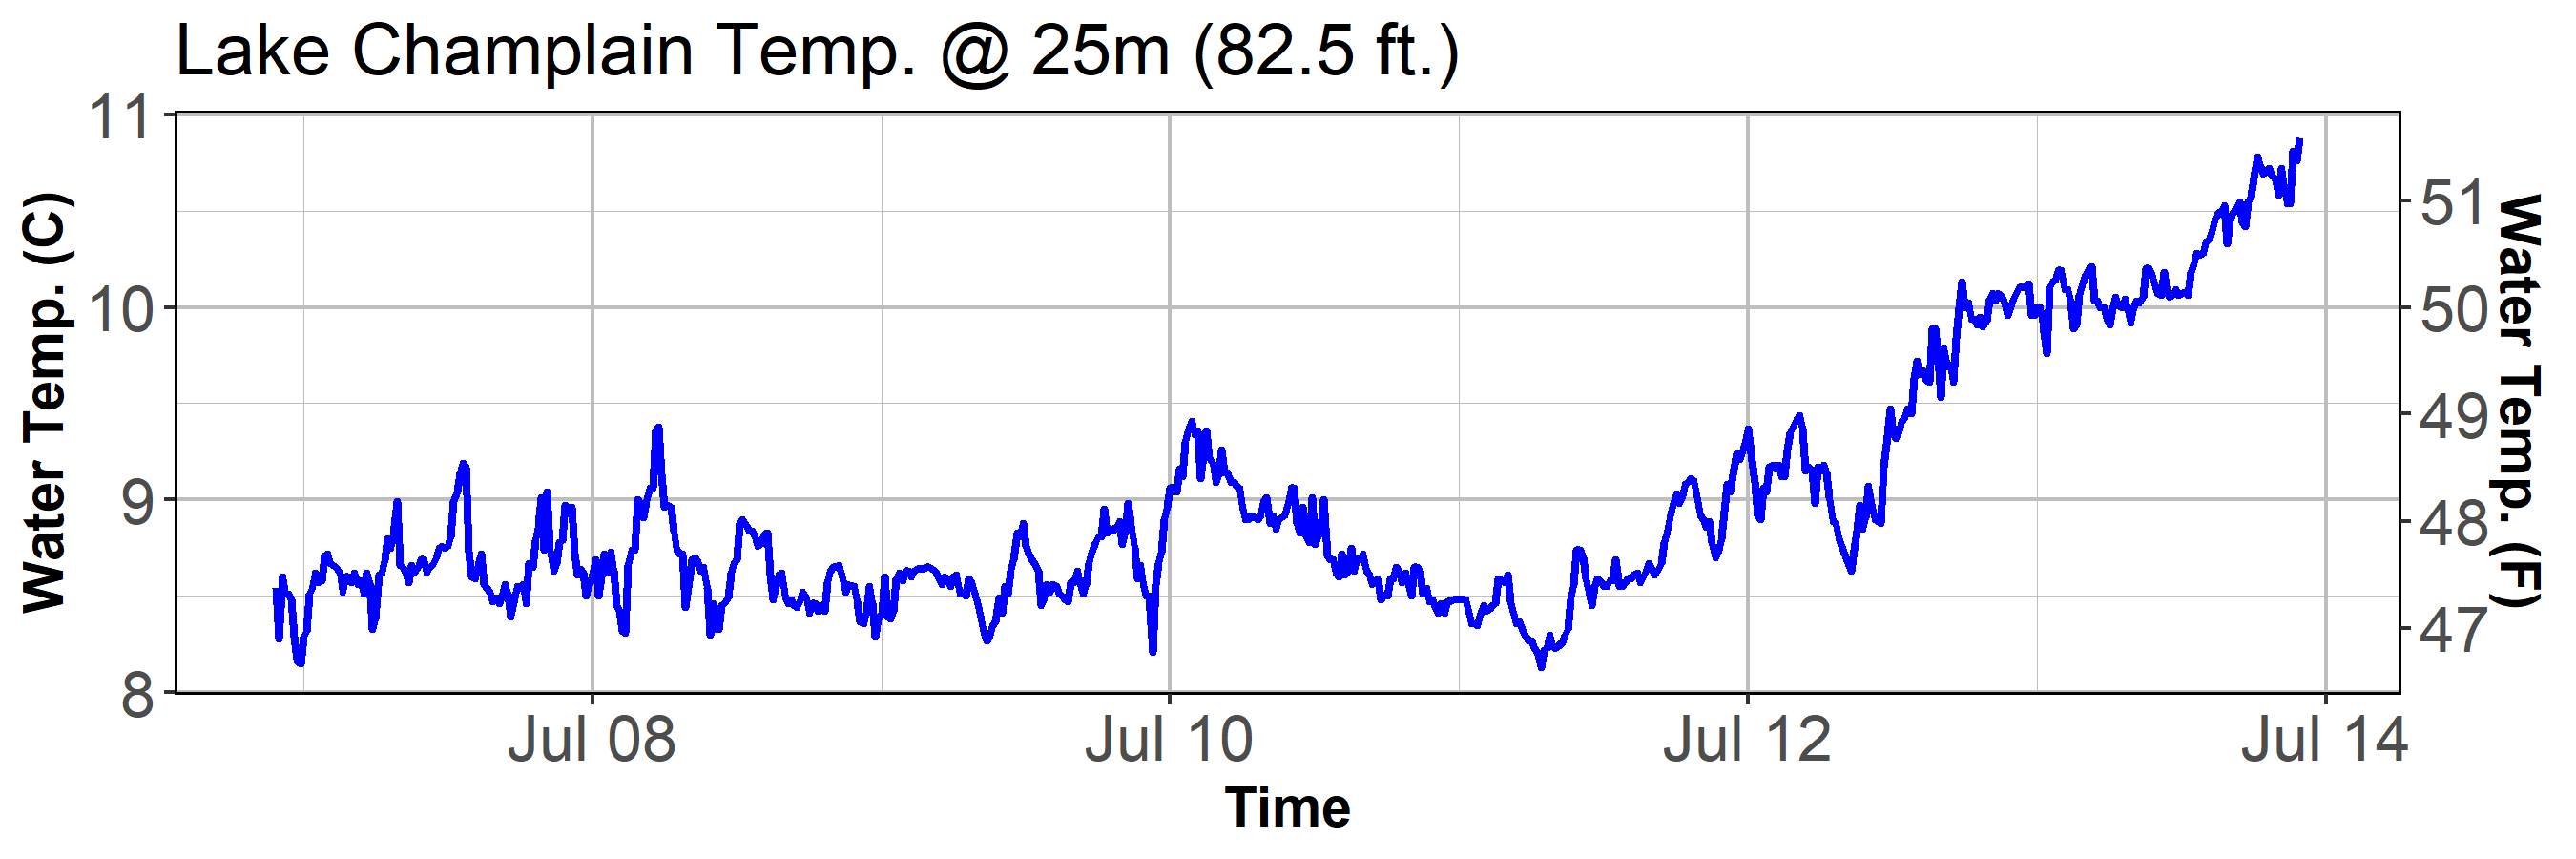 Lake Champlain Temp. @ 25m (82.5 ft.)
11
10
9
8
Water Temp. (C)
51
50
49
48
47
Water Temp. (F)
Jul 08
Jul 10
Jul 12
Jul 14
Time